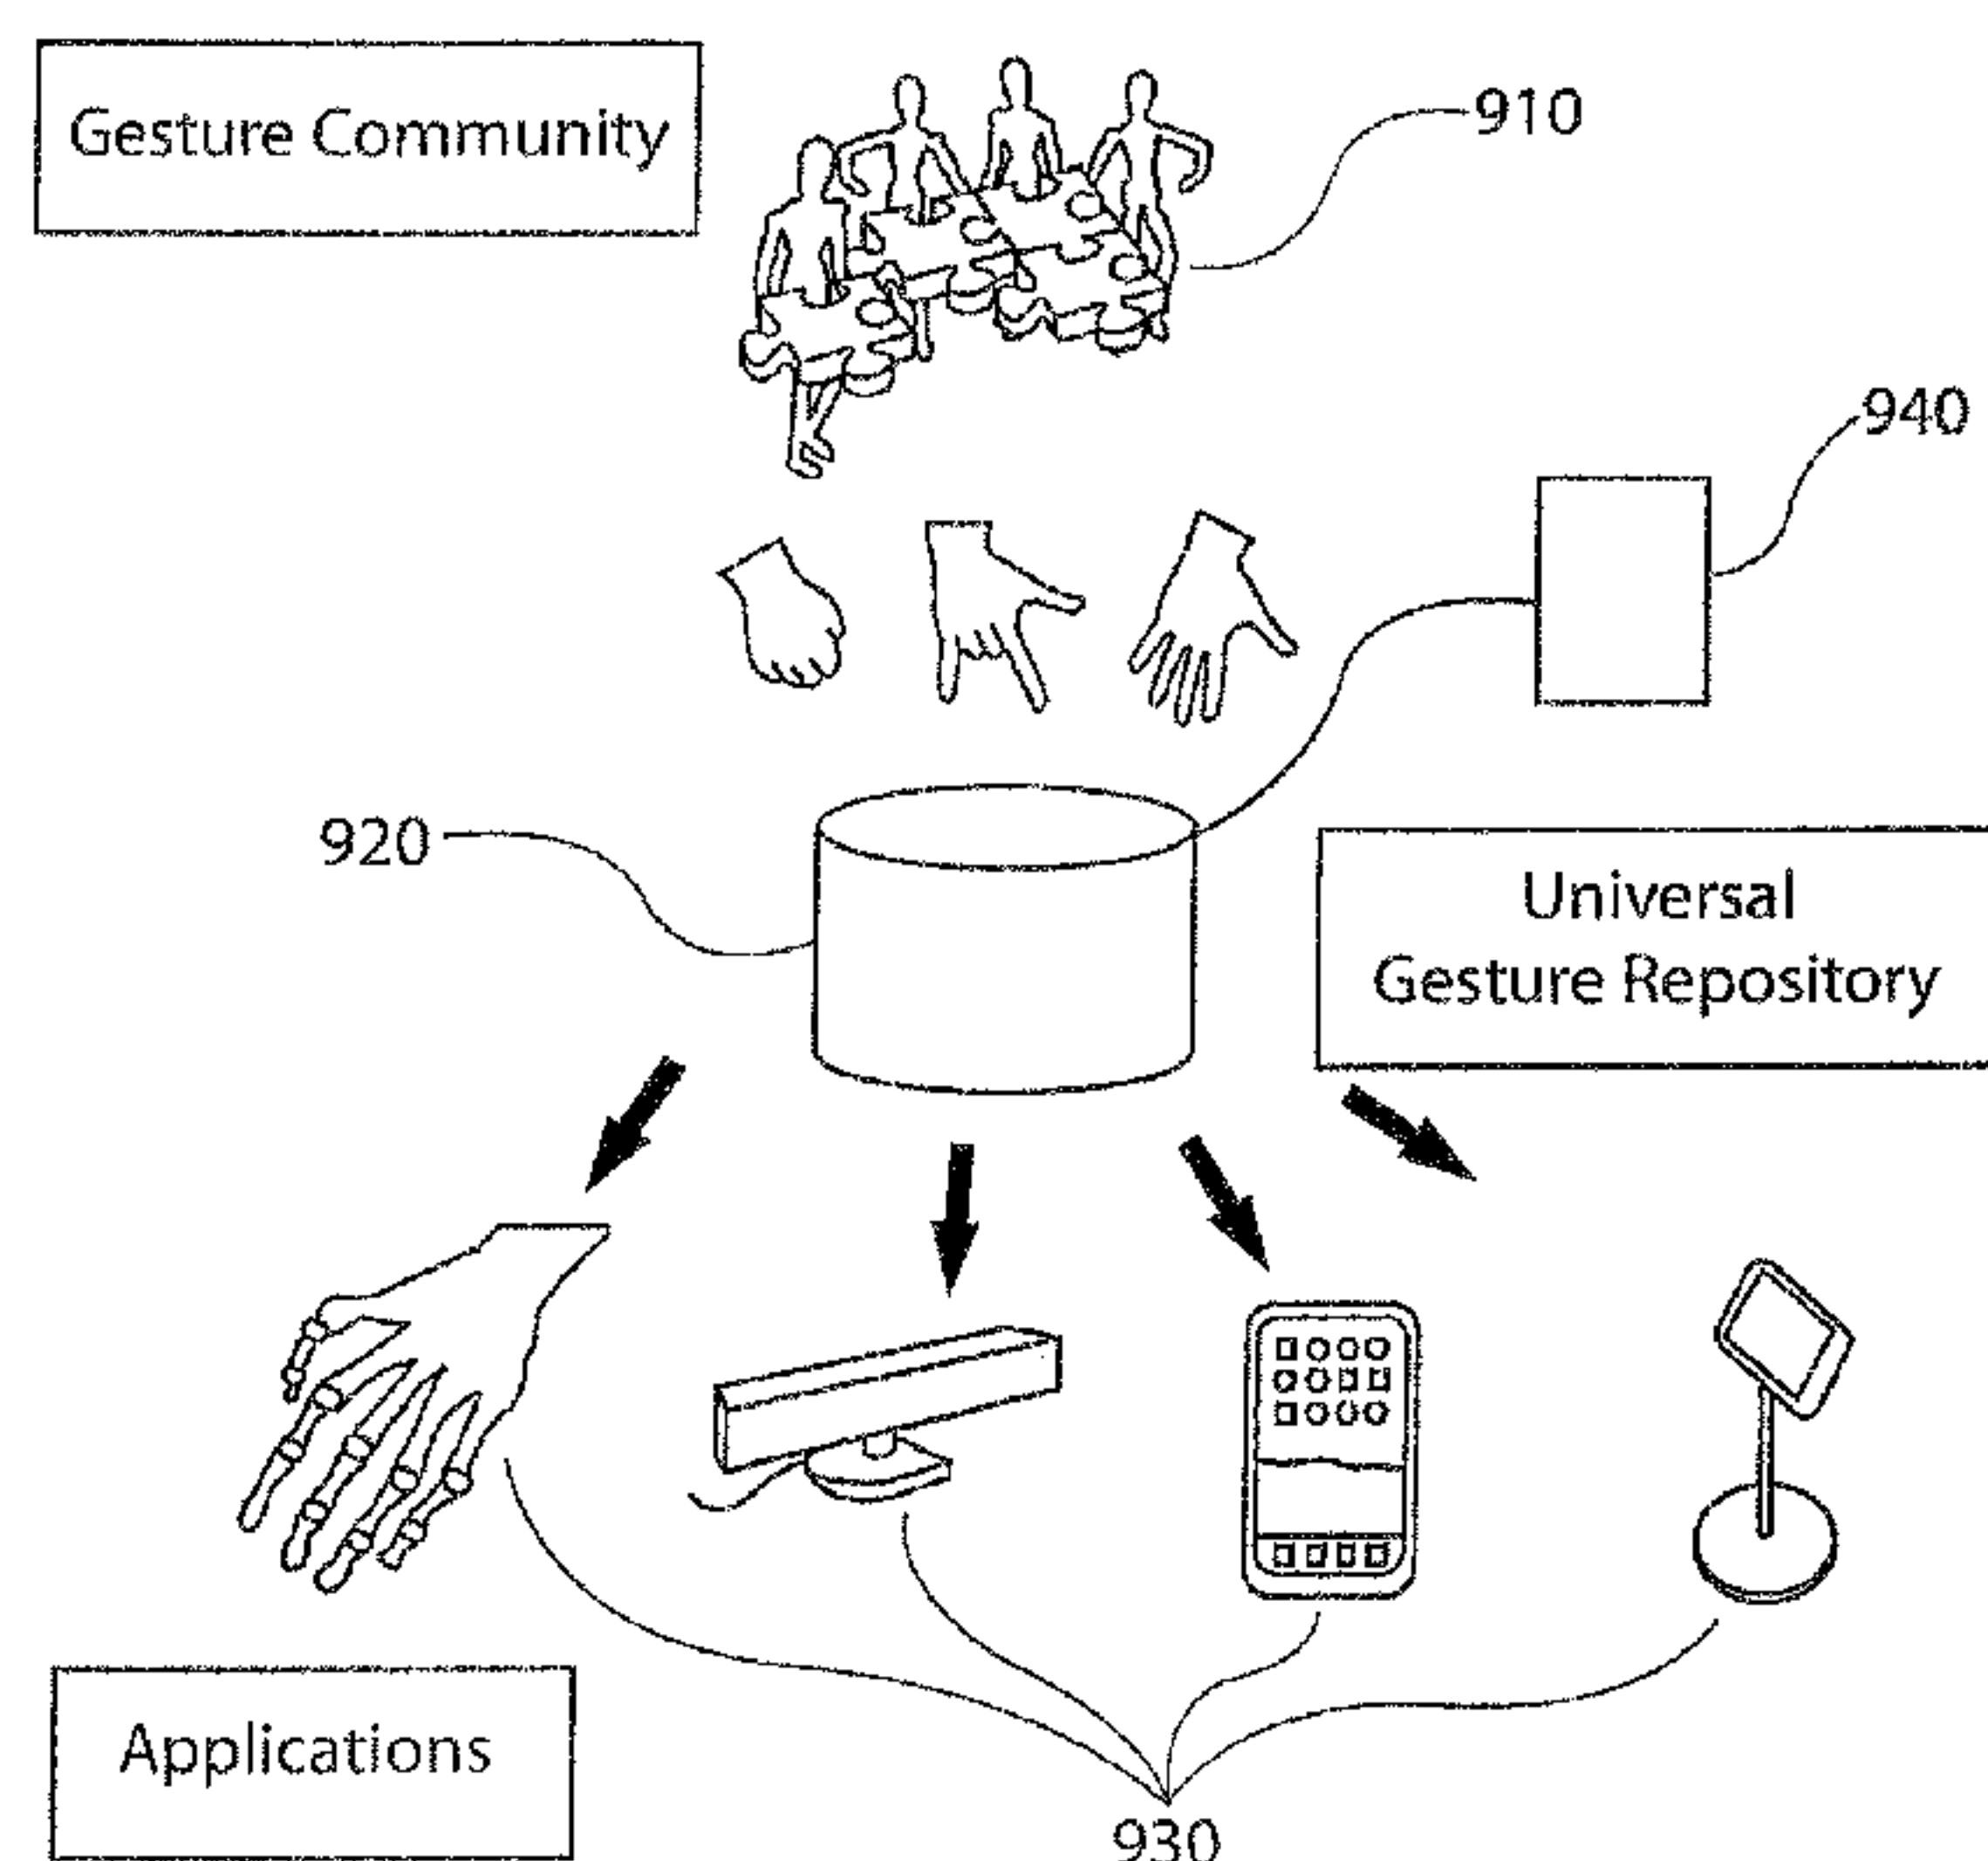 Gesture Community
910
940
920
Universal
Gesture Repository
Applications
930